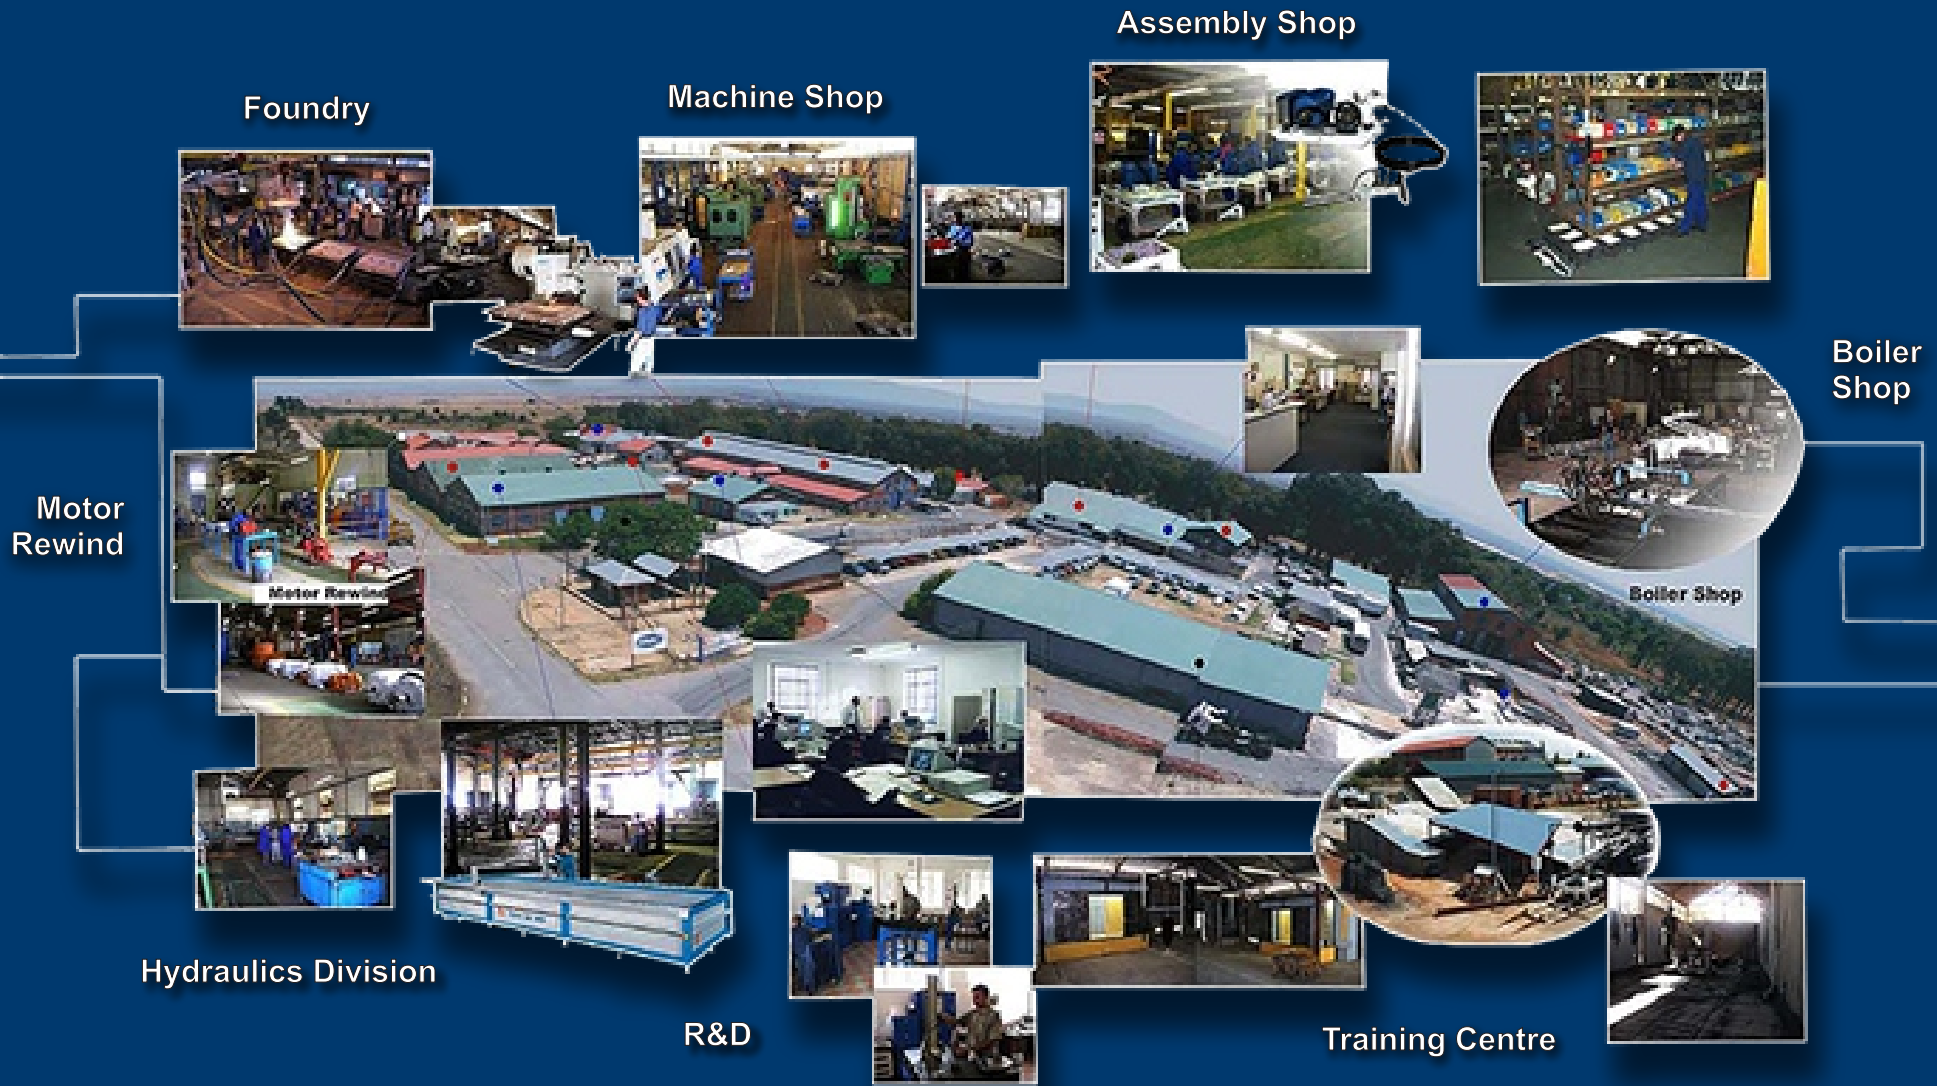 Assembly Shop
Machine Shop
Foundry
Boiler
Shop
Motor
Rewind
Motor Rewind
Boiler Shop
Hydraulics Division
R&D
Training Centre